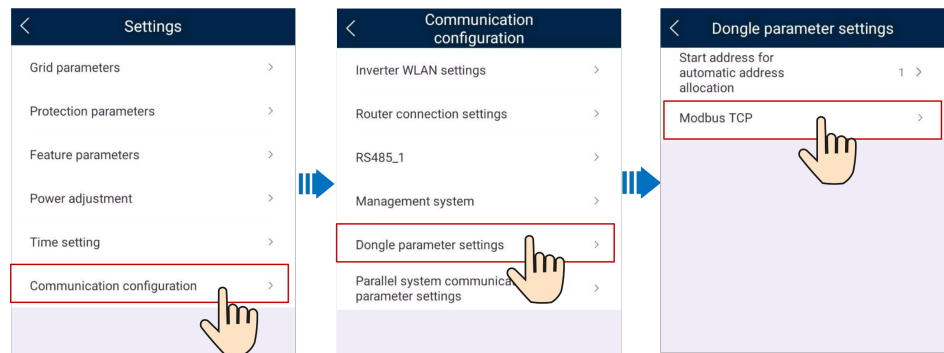 Settings
Grid parameters
Protection parameters
Feature parameters
Power adjustment
Time setting
Communication configuration
Communication
configuration
Inverter WLAN settings
Router connection settings
RS485_1
Management system
Dongle parameter settings
Parallel system
parameter settings
Dongle parameter settings
Start address for
automatic address
allocation
1
Modbus TCP